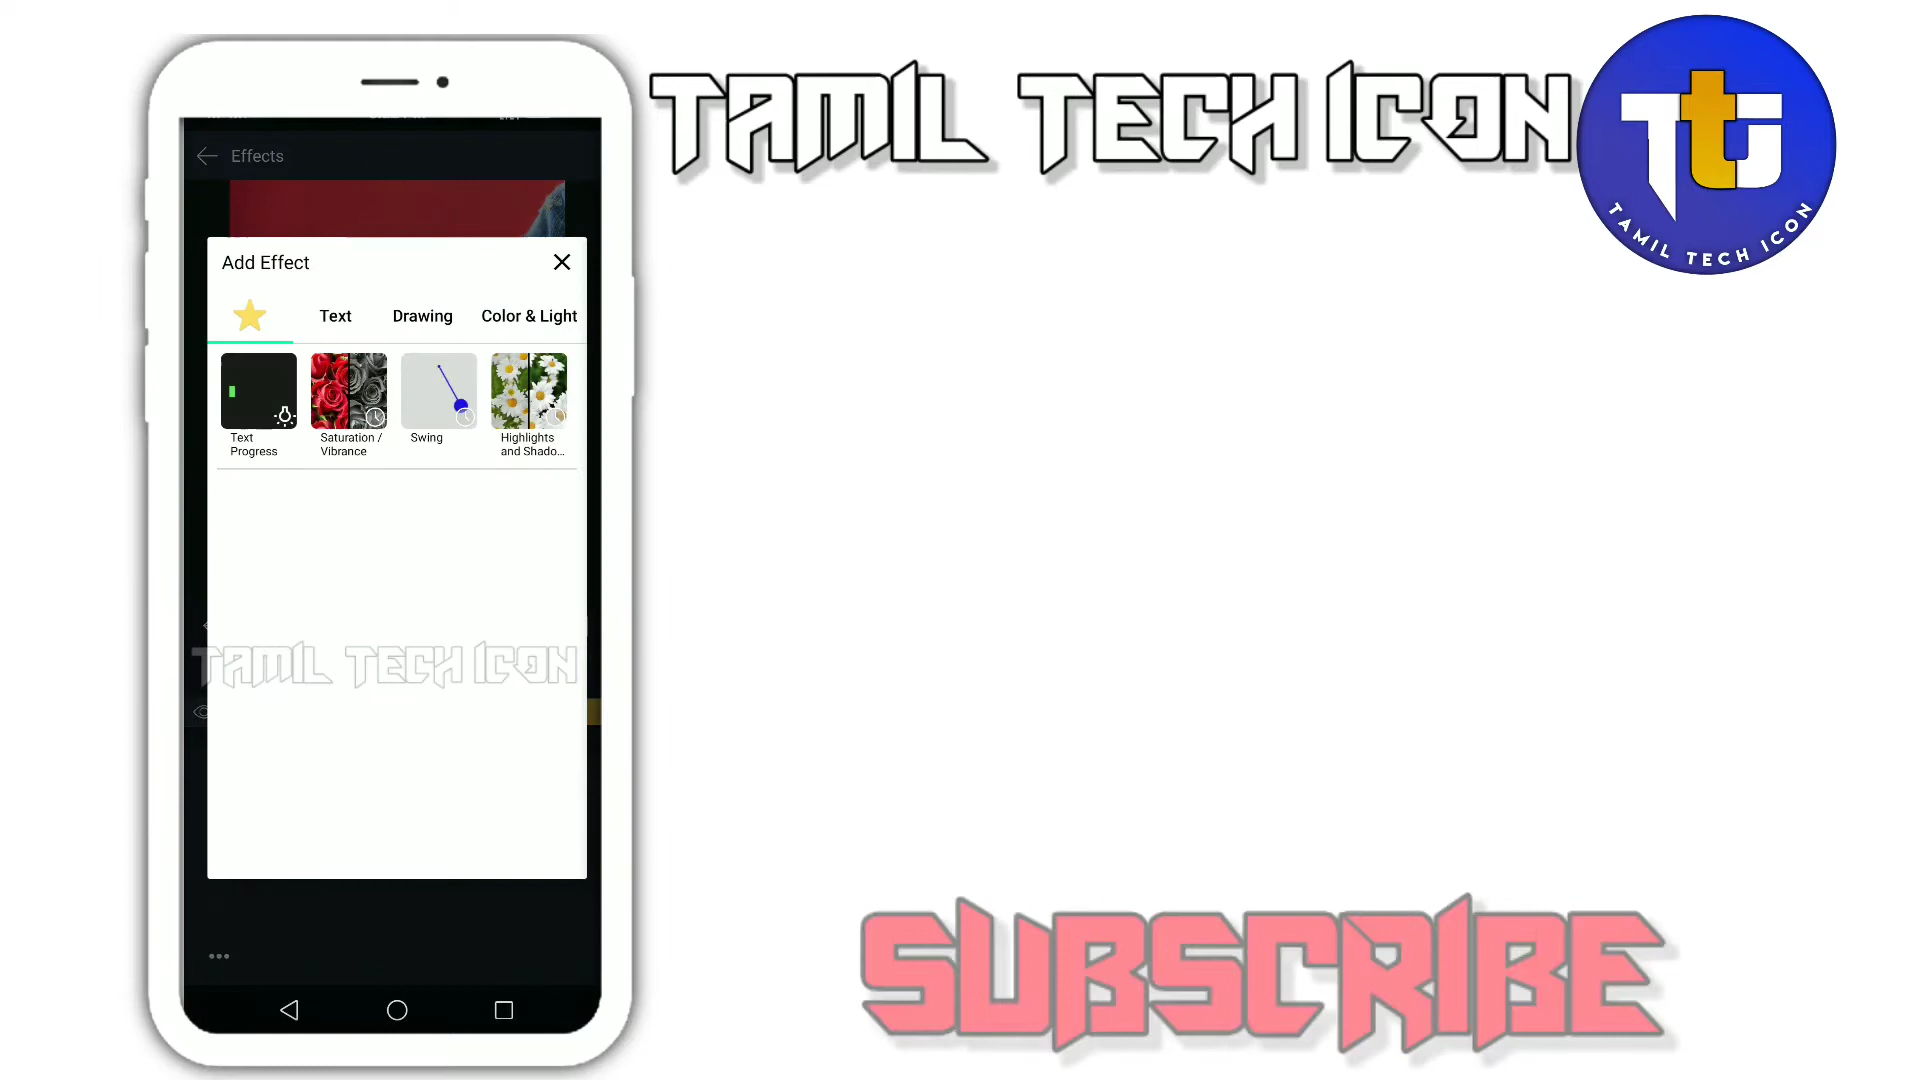 TAMIL TECH ICON
TAMIL TECH ICON
Effects
Add Effect
Text Drawing Color & Light
Text
Progress
Saturation /
Vibrance
Swing
Highlights
and Shado...
TAMIL TECH ICON
SUBSCRIBE